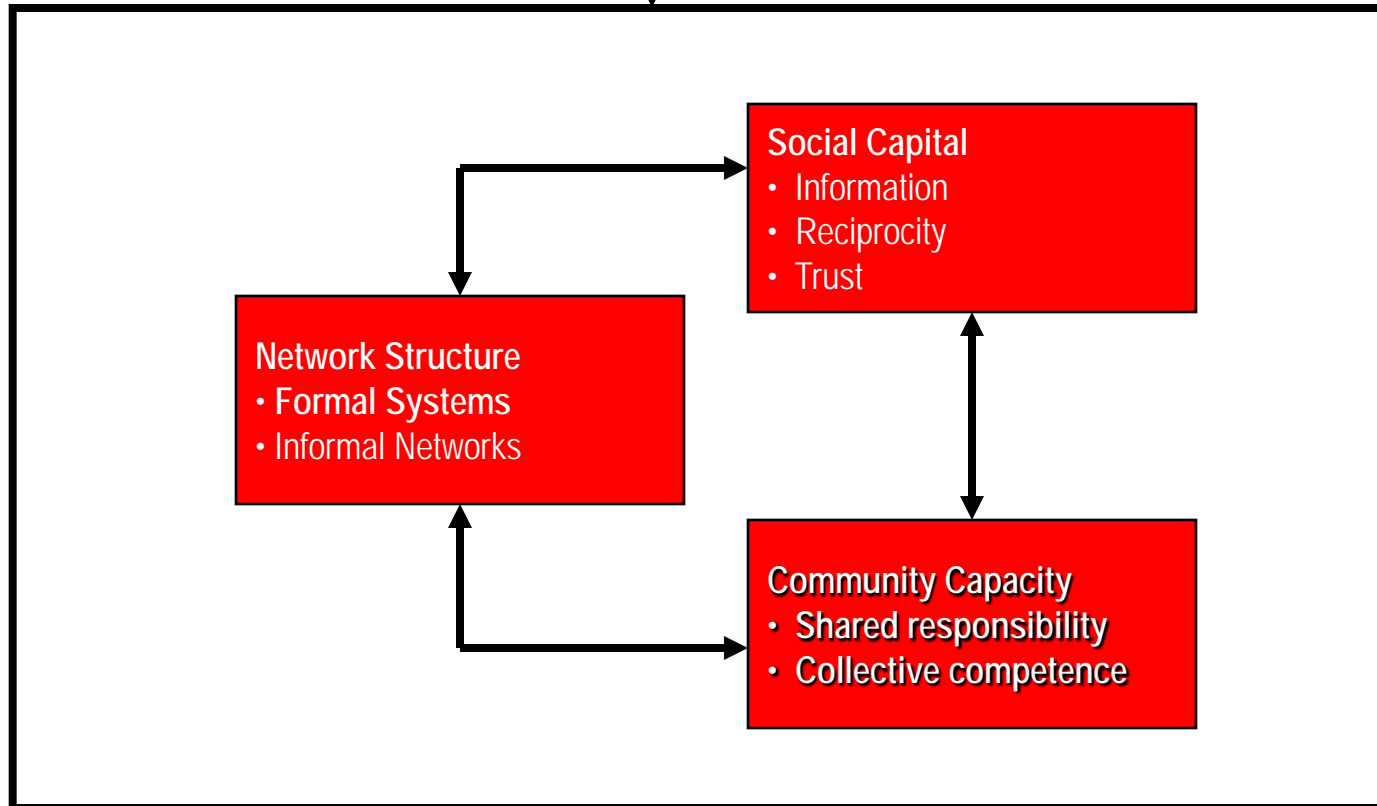 Social Capital
• Information
• Reciprocity
• Trust
Network Structure
• Formal Systems
• Informal Networks
Community Capacity
• Shared responsibility
• Collective competence